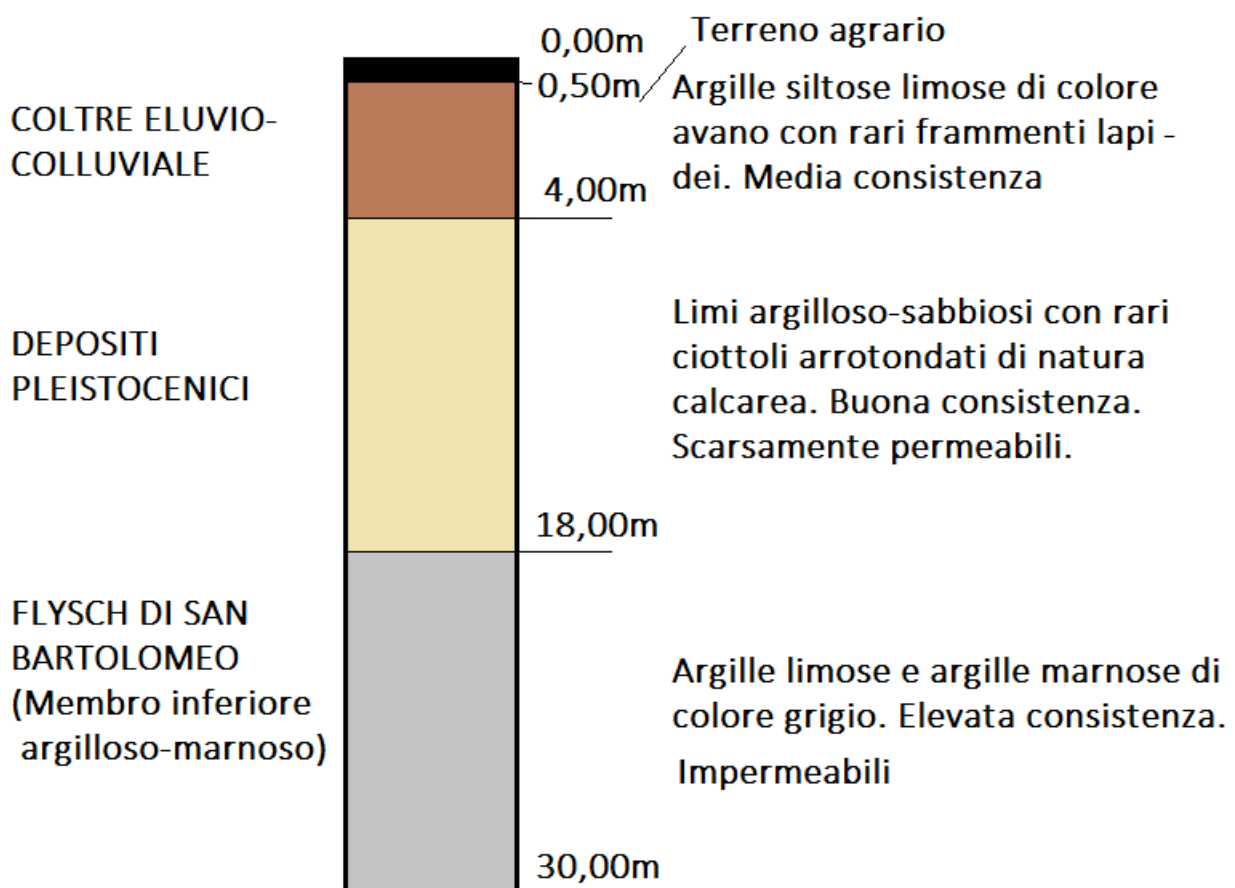 0,00m
Terreno agrario
0,50m
COLTRE ELUVIO-
COLLUVIALE
Argille siltose limose di colore
avano con rari frammenti lapi -
dei. Media consistenza
4,00m
DEPOSITI
PLEISTOCENICI
Limi argilloso-sabbiosi con rari
ciottoli arrotondati di natura
calcarea. Buona consistenza.
Scarsamente permeabili.
18,00m
FLYSCH DI SAN
BARTOLOMEO
(Membro inferiore
argilloso-marnoso)
Argille limose e argille marnose di
colore grigio. Elevata consistenza.
Impermeabili
30,00m